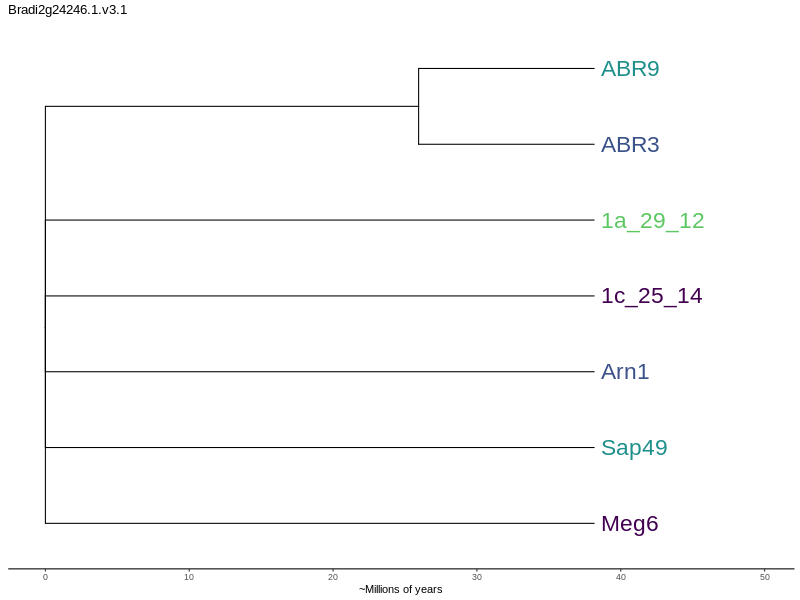 Bradi2g24246.1.v3.1
ABR9
ABR3
1a_29_12
1c_25_14
Arn1
Sap49
Meg6
0 10 20 30 40 50
~Millions of years